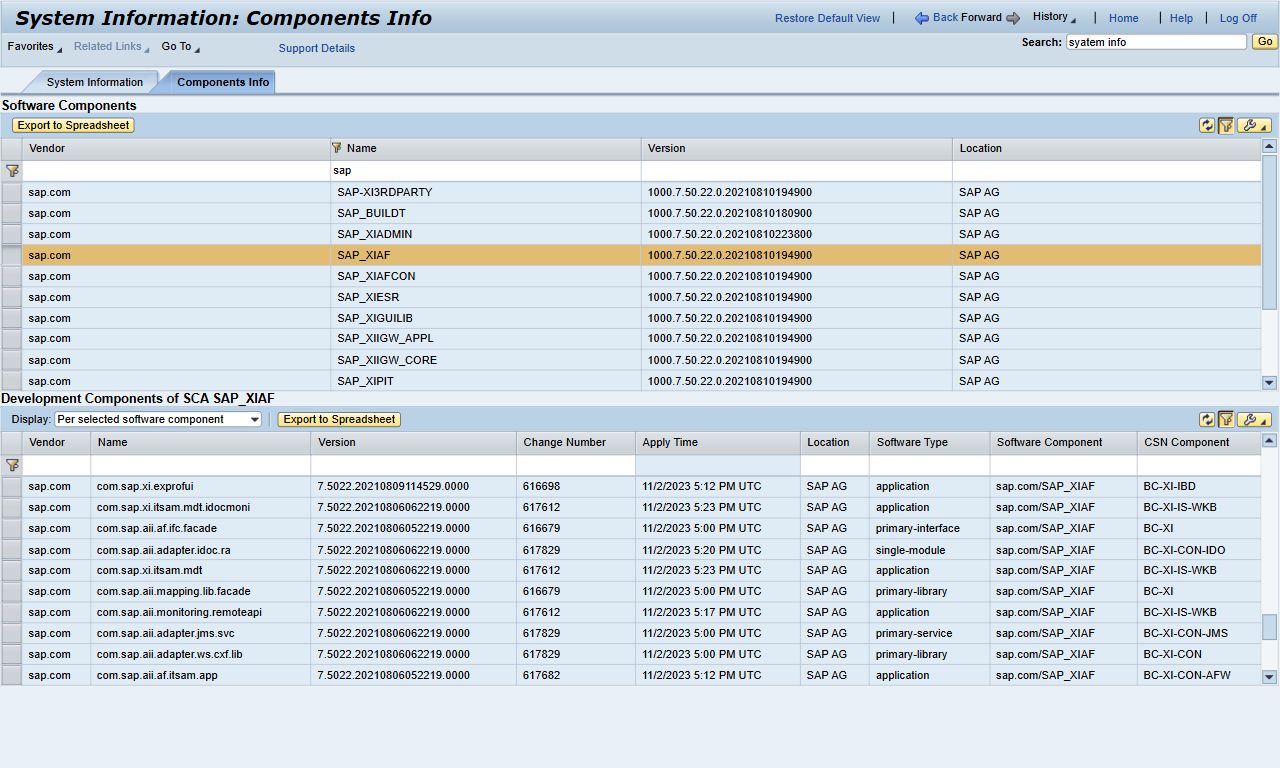 System Information: Components Info
Restore Default View | Back Forward History | Home | Help | Log Off
Favorites Related Links Go To Support Details
Search: syatem info Go
System Information Components Info
Software Components
Export to Spreadsheet
Vendor Name Version Location
sap
sap.com SAP-XI3RDPARTY 1000.7.50.22.0.20210810194900 SAP AG
sap.com SAP_BUILDT 1000.7.50.22.0.20210810180900 SAP AG
sap.com SAP_XIADMIN 1000.7.50.22.0.20210810223800 SAP AG
sap.com SAP_XIAF 1000.7.50.22.0.20210810194900 SAP AG
sap.com SAP_XIAFCON 1000.7.50.22.0.20210810194900 SAP AG
sap.com SAP_XIESR 1000.7.50.22.0.20210810194900 SAP AG
sap.com SAP_XIGUILIB 1000.7.50.22.0.20210810194900 SAP AG
sap.com SAP_XIIGW_APPL 1000.7.50.22.0.20210810194900 SAP AG
sap.com SAP_XIIGW_CORE 1000.7.50.22.0.20210810194900 SAP AG
sap.com SAP_XIPIT 1000.7.50.22.0.20210810194900 SAP AG
Development Components of SCA SAP_XIAF
Display: Per selected software component Export to Spreadsheet
Vendor Name Version Change Number Apply Time Location Software Type Software Component CSN Component
sap.com com.sap.xi.exprofui 7.5022.20210809114529.0000 616698 11/2/2023 5:12 PM UTC SAP AG application sap.com/SAP_XIAF BC-XI-IBD
sap.com com.sap.xi.itsam.mdt.idocmoni 7.5022.20210806062219.0000 617612 11/2/2023 5:23 PM UTC SAP AG application sap.com/SAP_XIAF BC-XI-IS-WKB
sap.com com.sap.aii.af.ifc.facade 7.5022.20210806052219.0000 616679 11/2/2023 5:00 PM UTC SAP AG primary-interface sap.com/SAP_XIAF BC-XI
sap.com com.sap.aii.adapter.idoc.ra 7.5022.20210806062219.0000 617829 11/2/2023 5:20 PM UTC SAP AG single-module sap.com/SAP_XIAF BC-XI-CON-IDO
sap.com com.sap.xi.itsam.mdt 7.5022.20210806062219.0000 617612 11/2/2023 5:23 PM UTC SAP AG application sap.com/SAP_XIAF BC-XI-IS-WKB
sap.com com.sap.aii.mapping.lib.facade 7.5022.20210806052219.0000 616679 11/2/2023 5:00 PM UTC SAP AG primary-library sap.com/SAP_XIAF BC-XI
sap.com com.sap.aii.monitoring.remoteapi 7.5022.20210806062219.0000 617612 11/2/2023 5:17 PM UTC SAP AG application sap.com/SAP_XIAF BC-XI-IS-WKB
sap.com com.sap.aii.adapter.jms.svc 7.5022.20210806062219.0000 617829 11/2/2023 5:00 PM UTC SAP AG primary-service sap.com/SAP_XIAF BC-XI-CON-JMS
sap.com com.sap.aii.adapter.ws.cxf.lib 7.5022.20210806062219.0000 617829 11/2/2023 5:00 PM UTC SAP AG primary-library sap.com/SAP_XIAF BC-XI-CON
sap.com com.sap.aii.af.itsam.app 7.5022.20210806052219.0000 617682 11/2/2023 5:12 PM UTC SAP AG application sap.com/SAP_XIAF BC-XI-CON-AFW